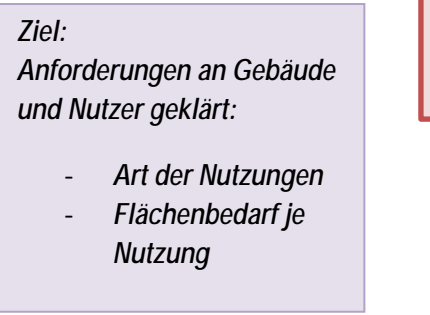 Ziel:
Anforderungen an Gebäude
und Nutzer geklärt:
- Art der Nutzungen
- Flächenbedarf je
Nutzung